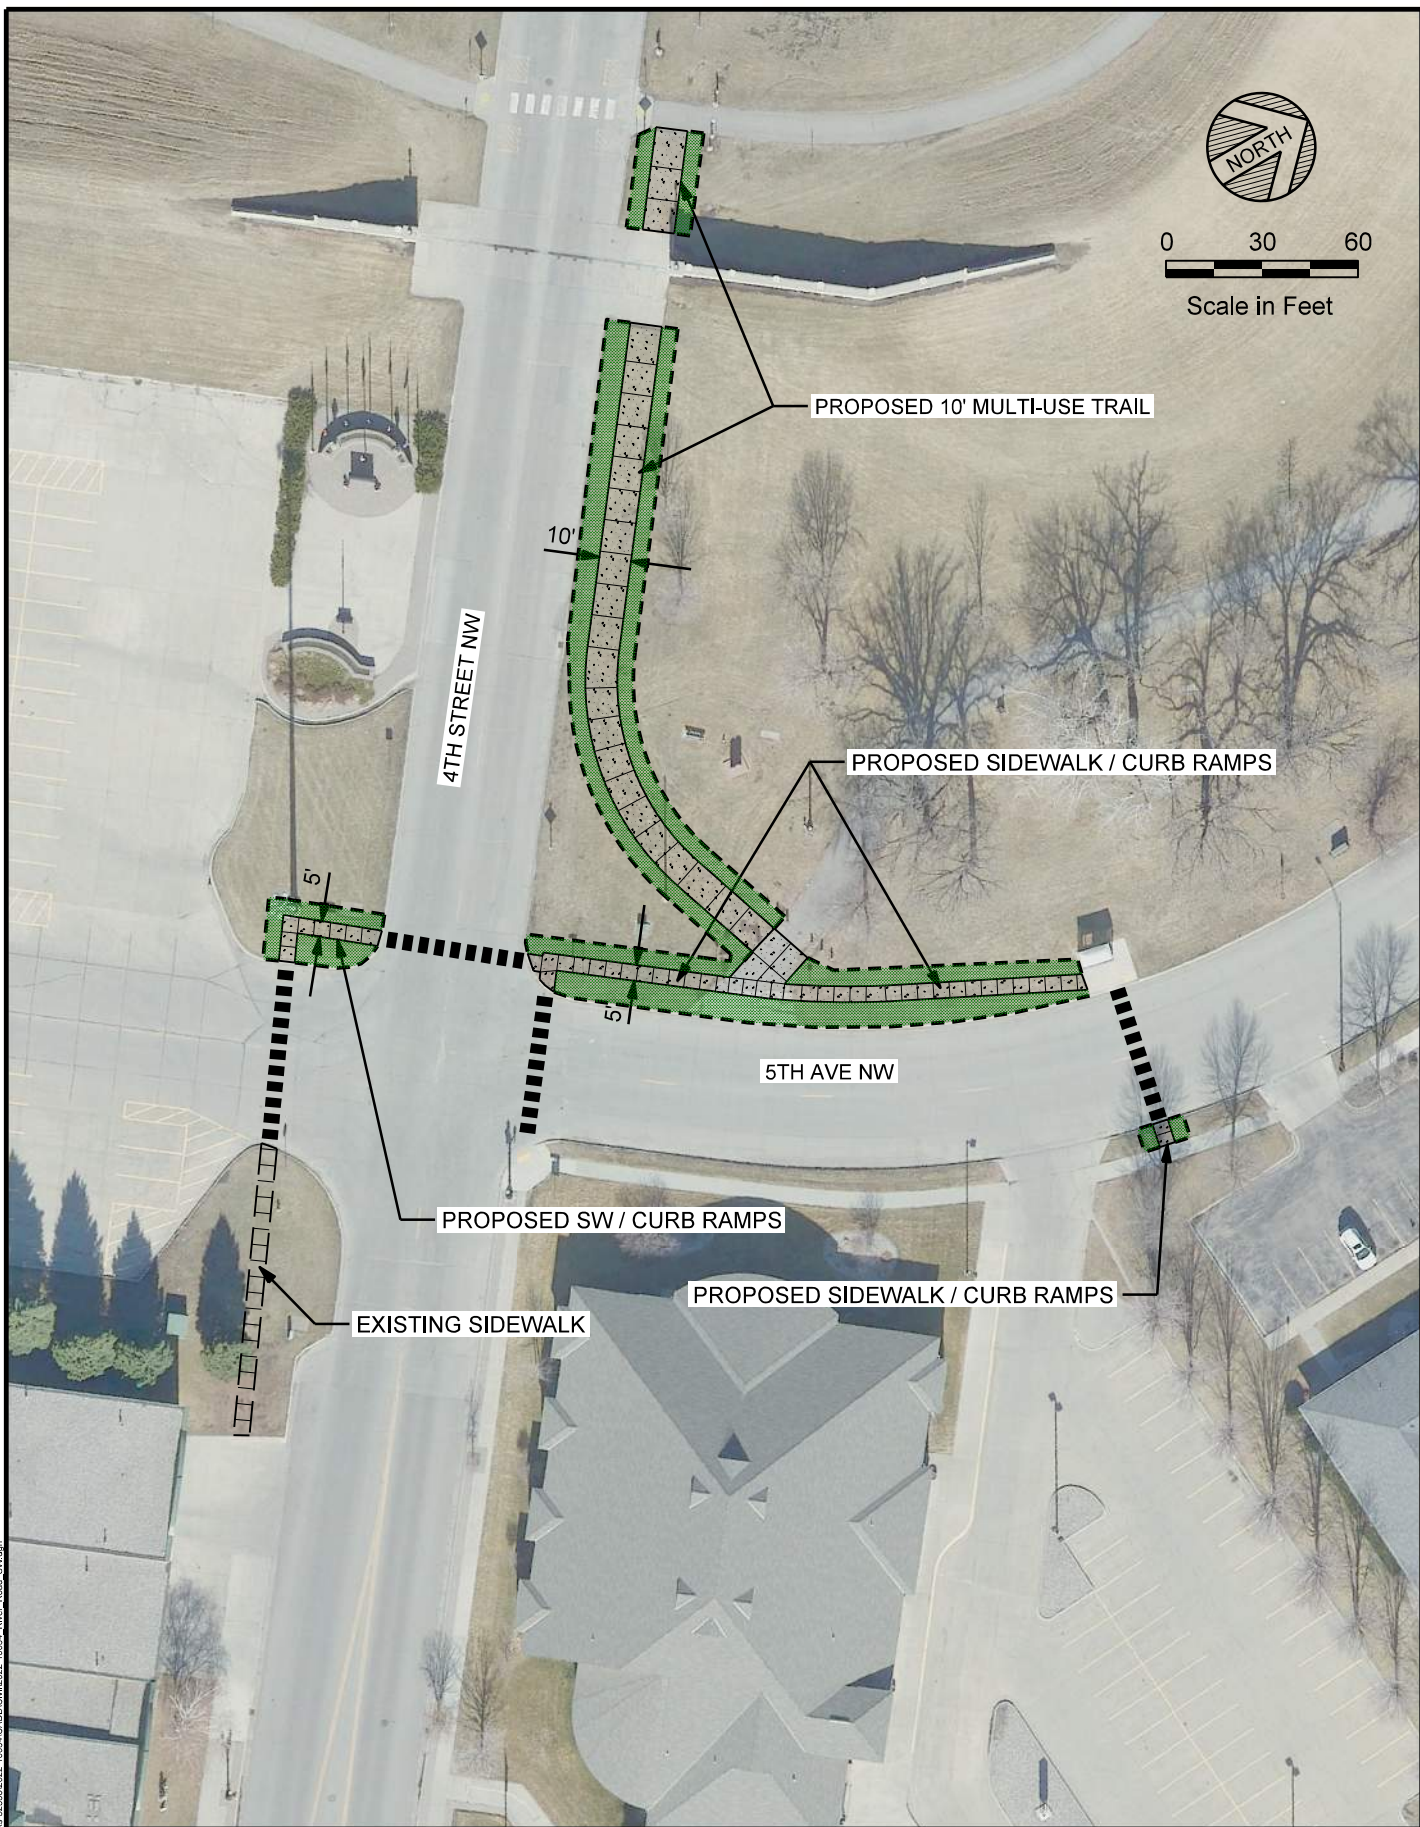 NORTH
0 30 60
Scale in Feet
PROPOSED 10' MULTI-USE TRAIL
10'
4TH STREET NW
PROPOSED SIDEWALK / CURB RAMPS
5'
5'
5TH AVE NW
PROPOSED SW / CURB RAMPS
PROPOSED SIDEWALK / CURB RAMPS
EXISTING SIDEWALK